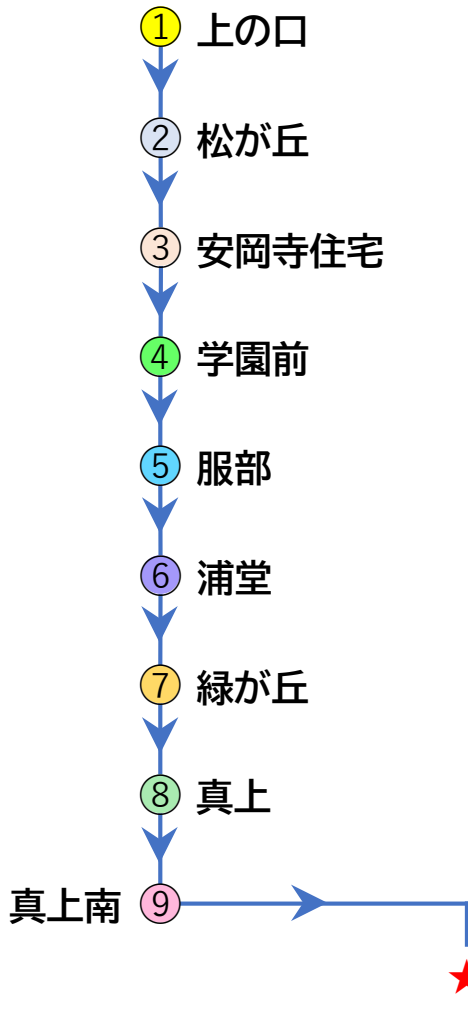 ① 上の口
② 松が丘
③ 安岡寺住宅
④ 学園前
⑤ 服部
⑥ 浦堂
⑦ 緑が丘
⑧ 真上
真上南 ⑨